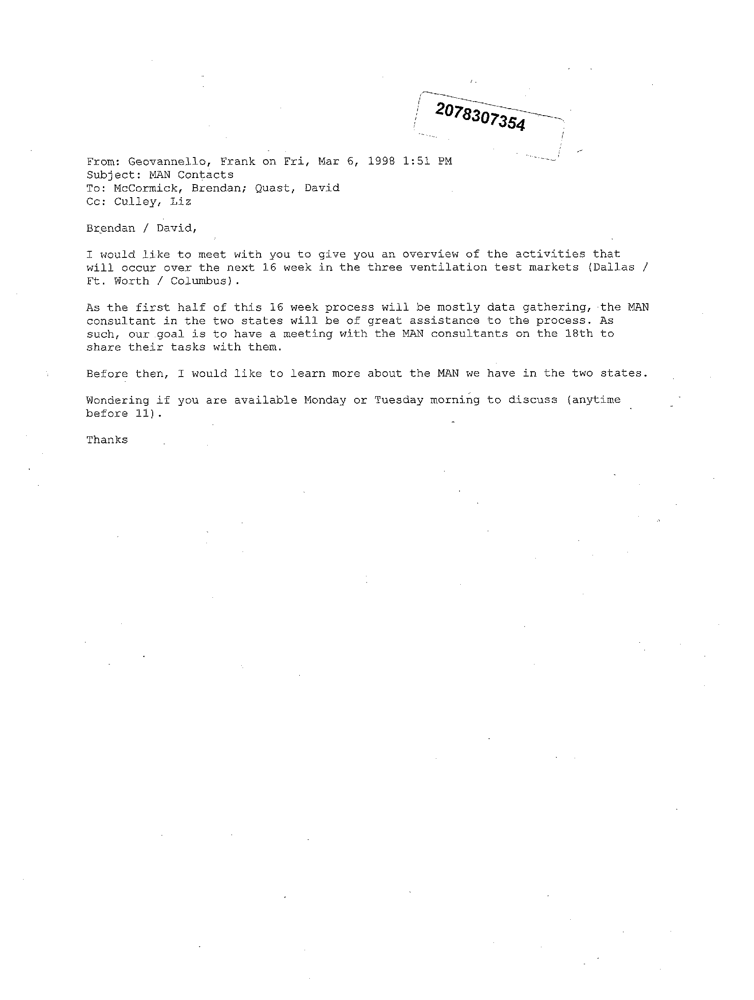 2078307354
From: Geovannello, Frank on Fri, Mar 6, 1998 1:51 PM
Subject: MAN Contacts
To: McCormick, Brendan; Quast, David
Cc: Culley, Liz
Brendan / David,
I would like to meet with you to give you an overview of the activities that
will occur over the next 16 week in the three ventilation test markets (Dallas /
Ft. Worth / Columbus).
As the first half of this 16 week process will be mostly data gathering, the MAN
consultant in the two states will be of great assistance to the process. As
such, our goal is to have a meeting with the MAN consultants on the 18th to
share their tasks with them.
Before then, I would like to learn more about the MAN we have in the two states.
Wondering if you are available Monday or Tuesday morning to discuss (anytime
before 11).
Thanks